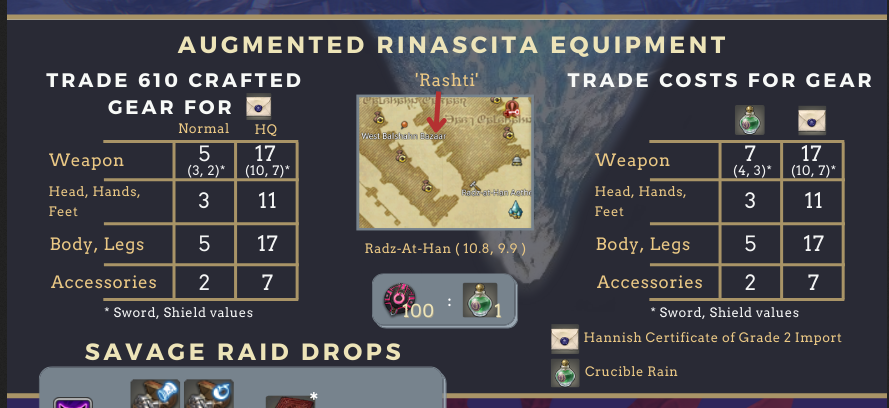 AUGMENTED RINASCITA EQUIPMENT
TRADE 610 CRAFTED
GEAR FOR
Normal HQ
Weapon 5 17
(3, 2)* (10, 7)*
Head, Hands,
Feet 3 11
Body, Legs 5 17
Accessories 2 7
* Sword, Shield values
'Rashti'
West Balshahn Bazaar
Radz-At-Han ( 10.8, 9.9 )
100 : 1
TRADE COSTS FOR GEAR
Weapon 7 17
(4, 3)* (10, 7)*
Head, Hands,
Feet 3 11
Body, Legs 5 17
Accessories 2 7
* Sword, Shield values
Hannish Certificate of Grade 2 Import
Crucible Rain
SAVAGE RAID DROPS
*